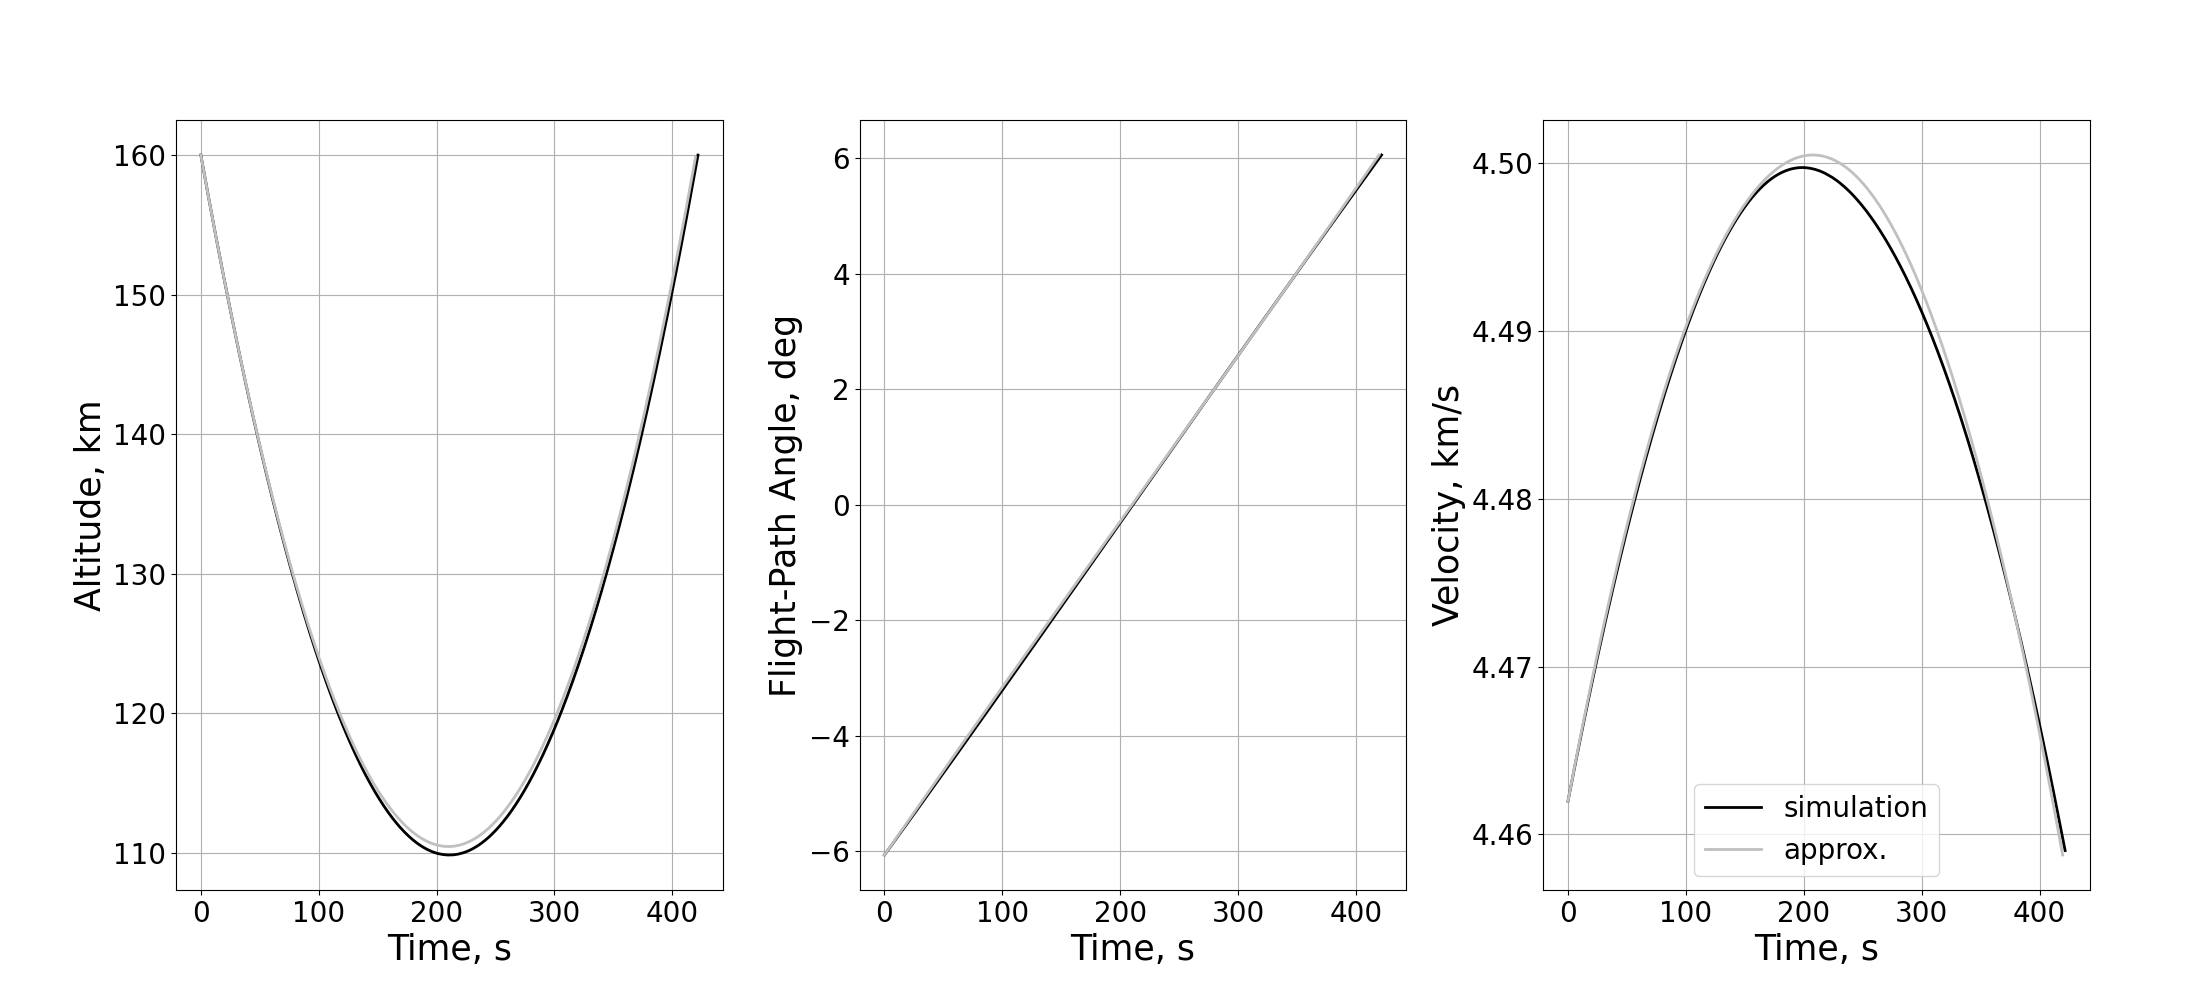 Altitude, km
160
150
140
130
120
110
0 100 200 300 400
Time, s
Flight-Path Angle, deg
6
4
2
0
−2
−4
−6
0 100 200 300 400
Time, s
Velocity, km/s
4.50
4.49
4.48
4.47
4.46
simulation
approx.
0 100 200 300 400
Time, s